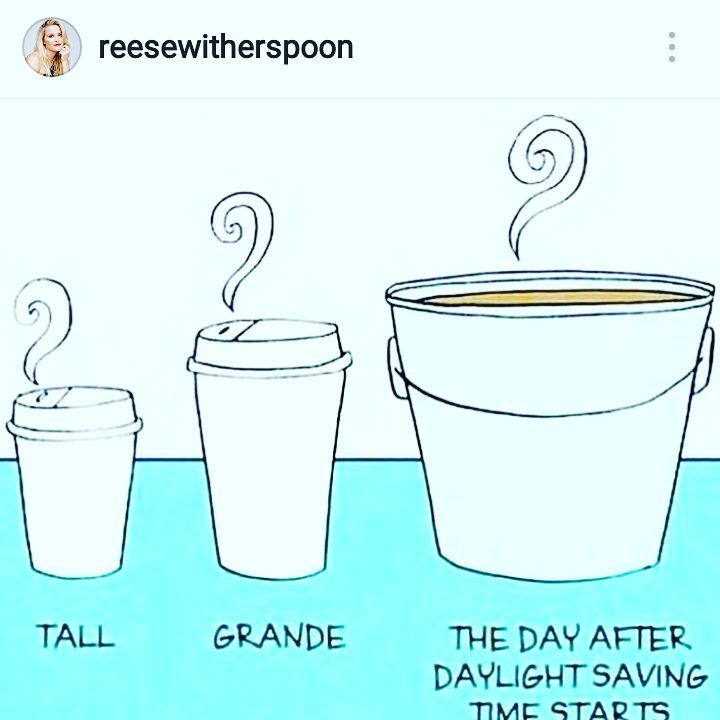 reesewitherspoon
TALL
GRANDE
THE DAY AFTER
DAYLIGHT SAVING
TIME STARTS